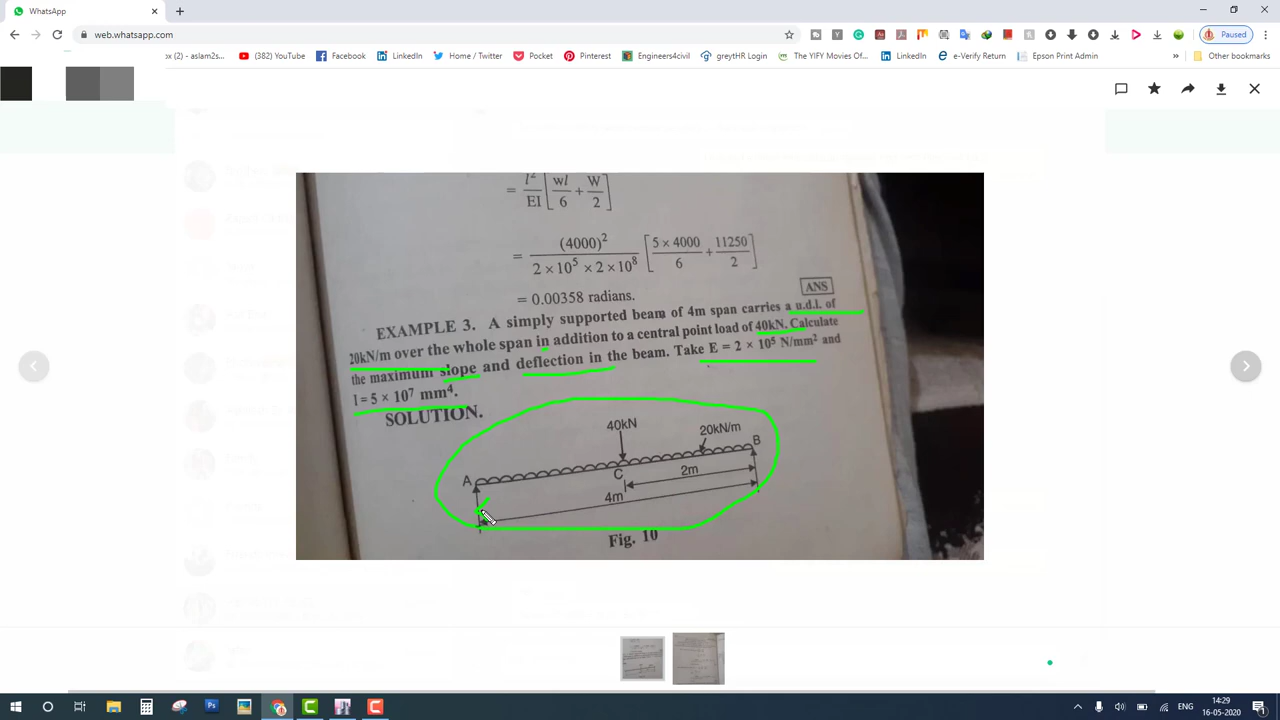 WhatsApp
web.whatsapp.com
Paused
ox (2) - aslam2s...
(382) YouTube
Facebook
LinkedIn
Home / Twitter
Pocket
Pinterest
Engineers4civil
greytHR Login
The YIFY Movies Of...
LinkedIn
e-Verify Return
Epson Print Admin
»
Other bookmarks
= l² / EI [ wl / 6 + W / 2 ]
= (4000)² / 2 × 10⁵ × 2 × 10⁸ [ 5 × 4000 / 6 + 11250 / 2 ]
= 0.00358 radians.
ANS
EXAMPLE 3. A simply supported beam of 4m span carries a u.d.l. of
20kN/m over the whole span in addition to a central point load of 40kN. Calculate
the maximum slope and deflection in the beam. Take E = 2 × 10⁵ N/mm² and
I = 5 × 10⁷ mm⁴.
SOLUTION.
40kN
20kN/m
A
B
C
2m
4m
Fig. 10
14:29
16-05-2020